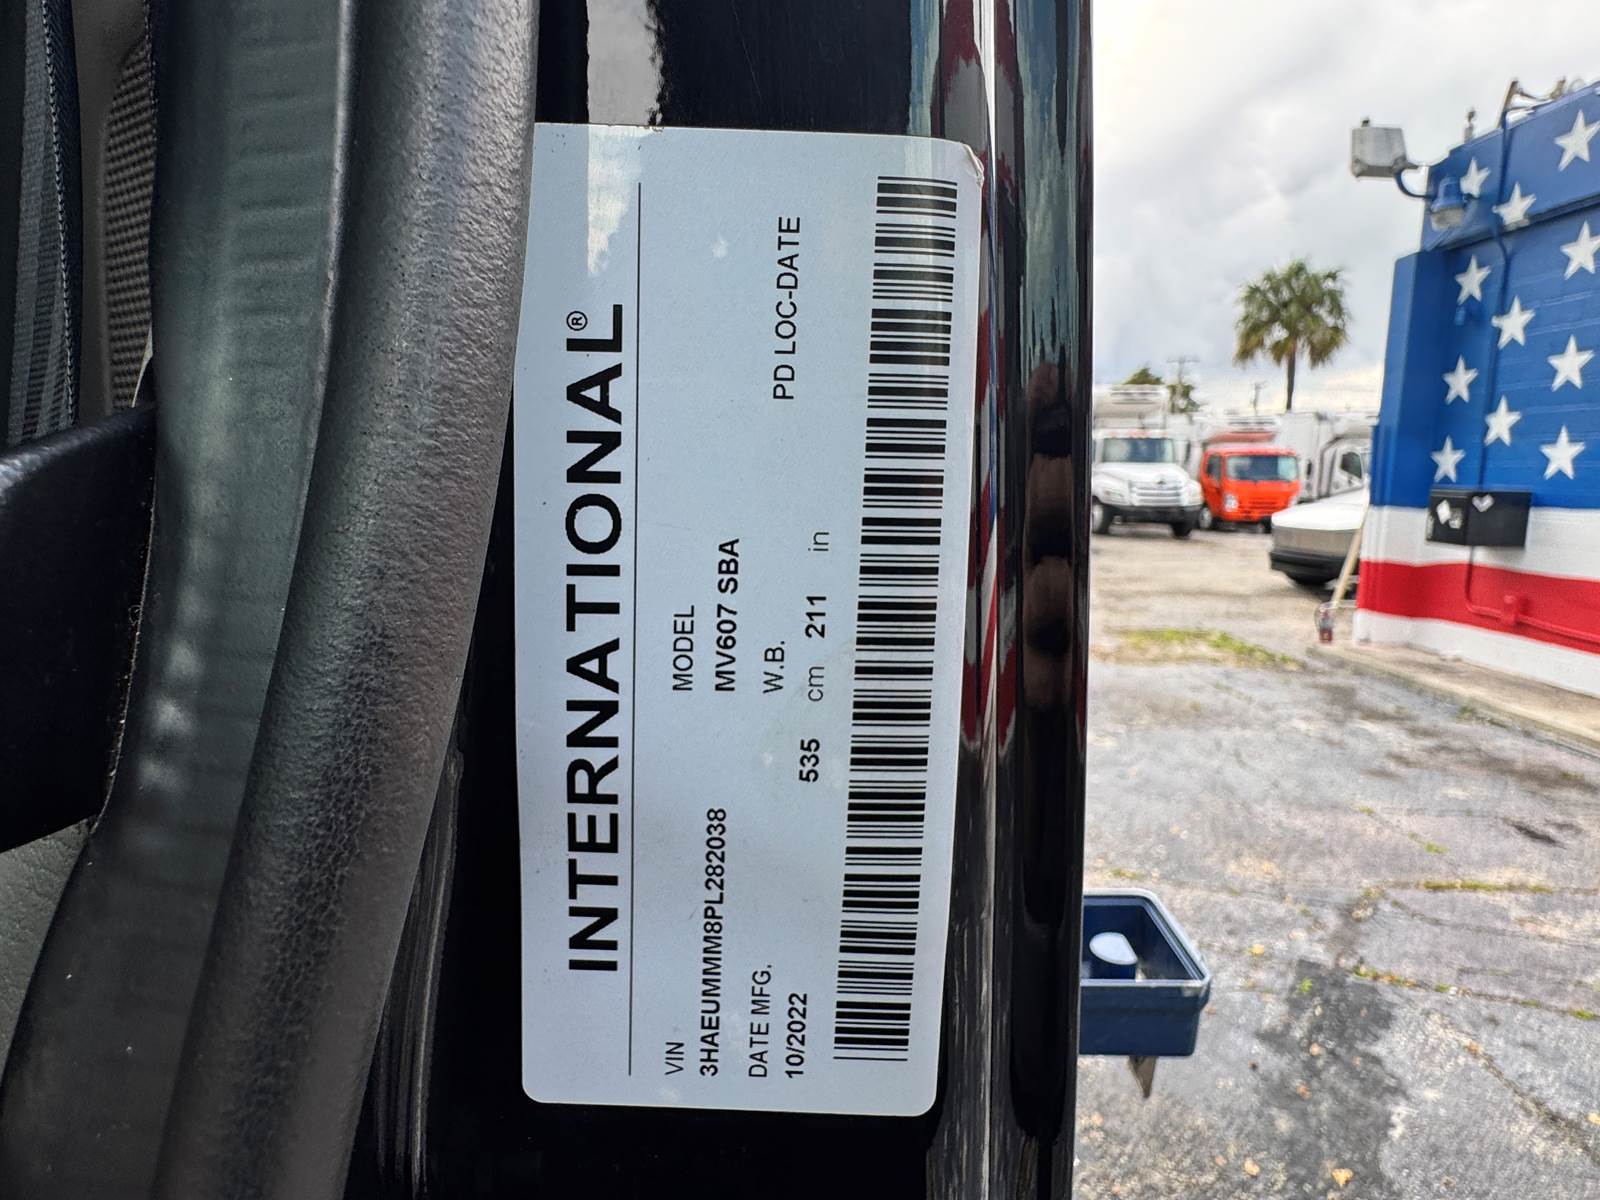 INTERNATIONAL®
VIN
3HAEUMMM8PL282038
MODEL
MV607 SBA
DATE MFG.
10/2022
W.B.
535 cm 211 in
PD LOC-DATE